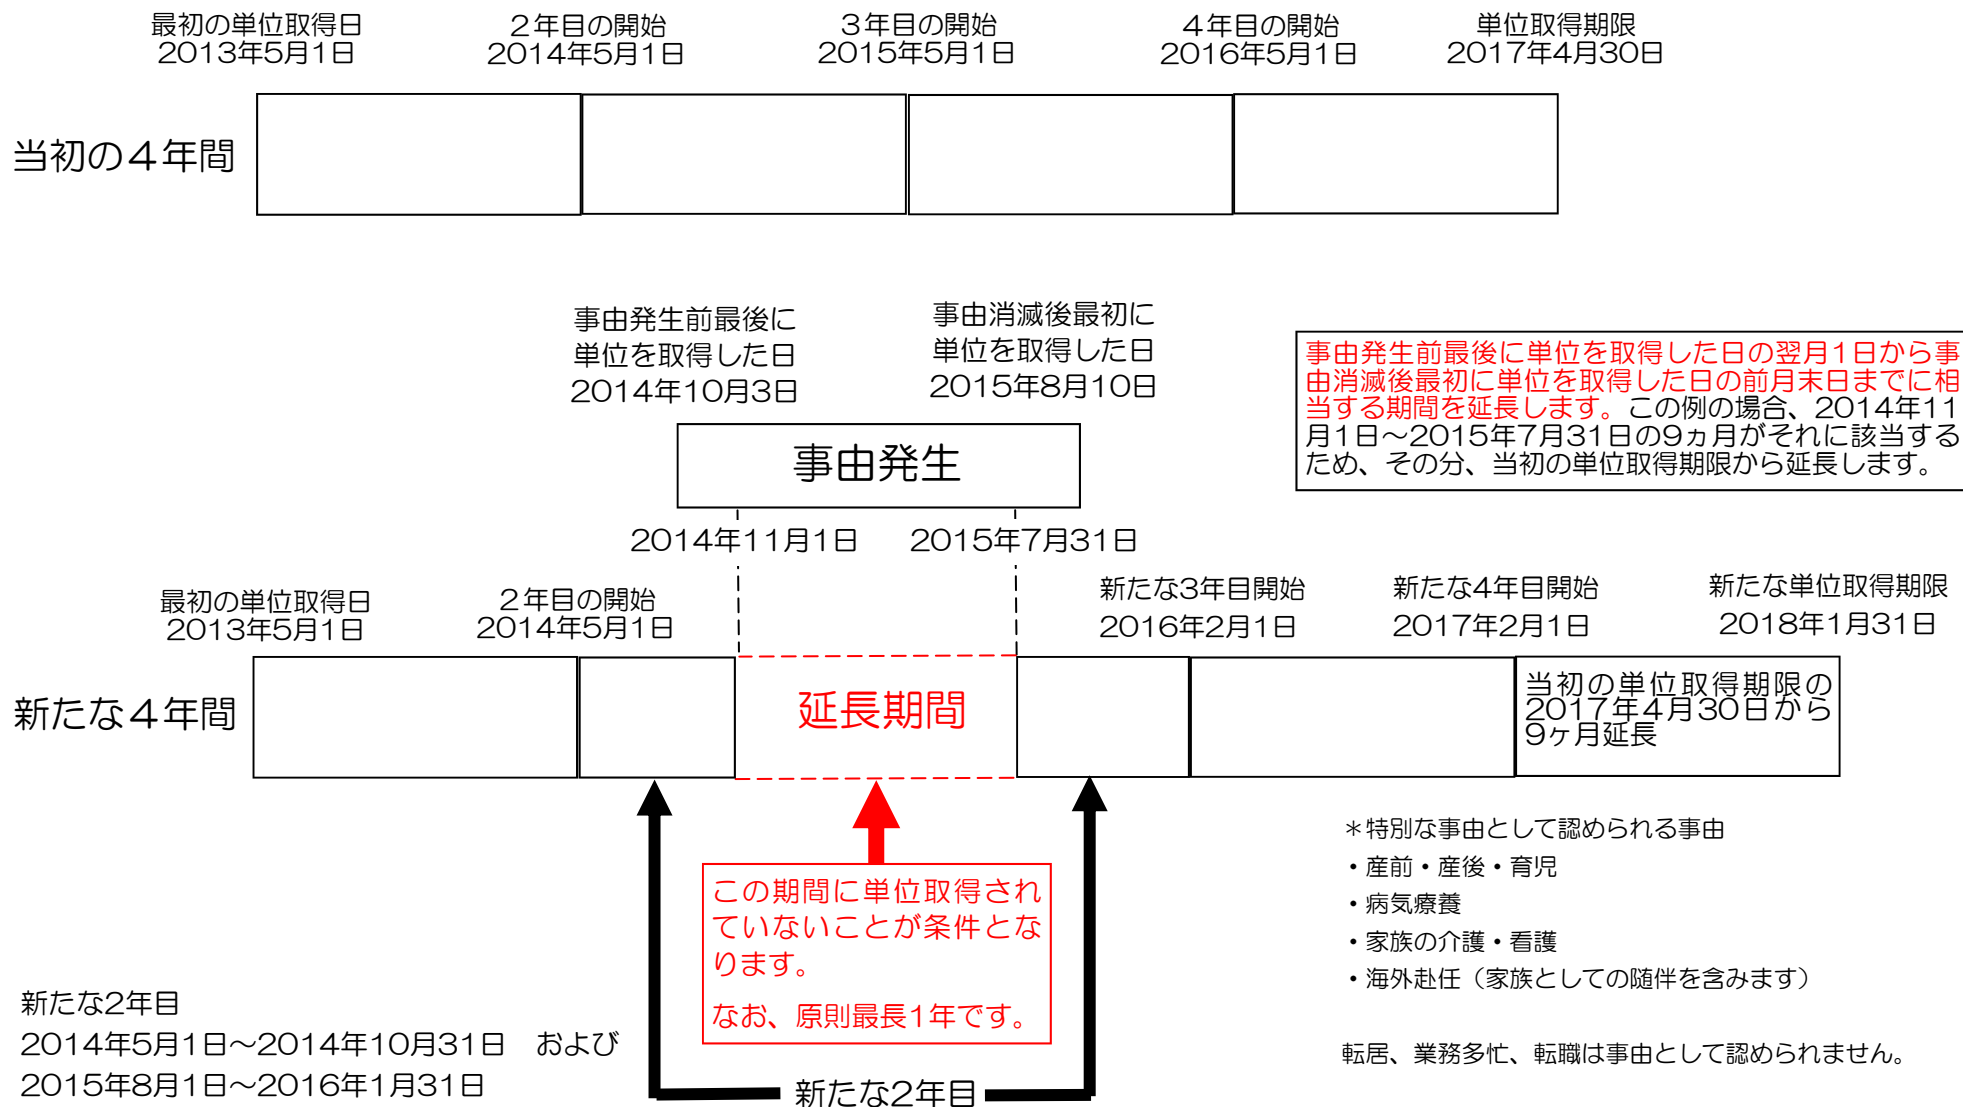 最初の単位取得日
2013年5月1日
２年目の開始
2014年5月1日
３年目の開始
2015年5月1日
４年目の開始
2016年5月1日
単位取得期限
2017年4月30日
当初の４年間
事由発生前最後に
単位を取得した日
2014年10月3日
事由消滅後最初に
単位を取得した日
2015年8月10日
事由発生前最後に単位を取得した日の翌月1日から事
由消滅後最初に単位を取得した日の前月末日までに相
当する期間を延長します。この例の場合、2014年11
月1日～2015年7月31日の9ヵ月がそれに該当する
ため、その分、当初の単位取得期限から延長します。
事由発生
2014年11月1日
2015年7月31日
最初の単位取得日
2013年5月1日
２年目の開始
2014年5月1日
新たな3年目開始
2016年2月1日
新たな4年目開始
2017年2月1日
新たな単位取得期限
2018年1月31日
新たな４年間
延長期間
当初の単位取得期限の
2017年4月30日から
9ヶ月延長
この期間に単位取得され
ていないことが条件とな
ります。
なお、原則最長1年です。
＊特別な事由として認められる事由
・産前・産後・育児
・病気療養
・家族の介護・看護
・海外赴任（家族としての随伴を含みます）
転居、業務多忙、転職は事由として認められません。
新たな2年目
2014年5月1日～2014年10月31日　および
2015年8月1日～2016年1月31日
新たな2年目